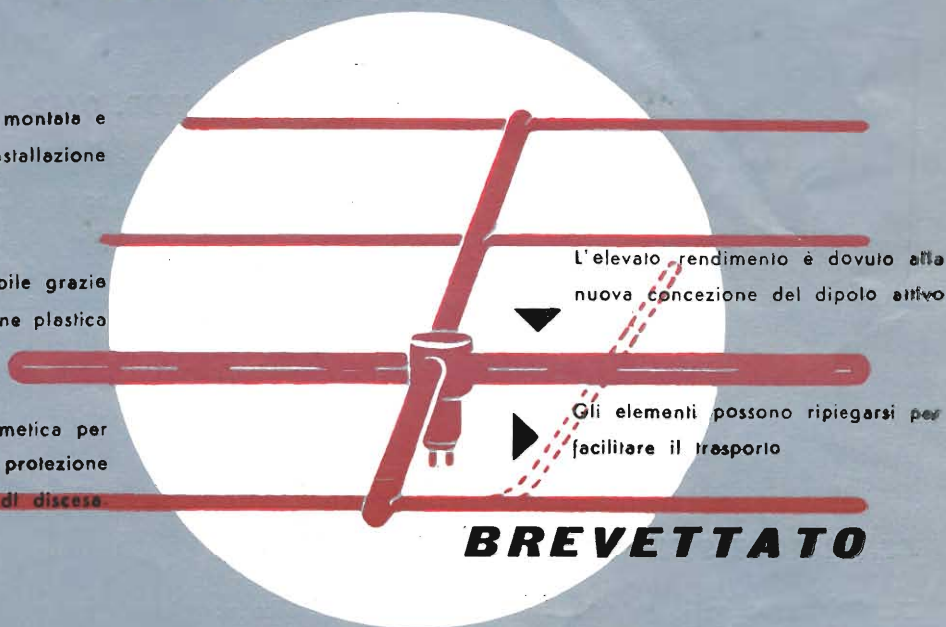 montata e
stallazione
bile grazie
ne plastica
metica per
protezione
di discesa.
L'elevato rendimento è dovuto alla
nuova concezione del dipolo attivo
Gli elementi possono ripiegarsi per
facilitare il trasporto
BREVETTATO